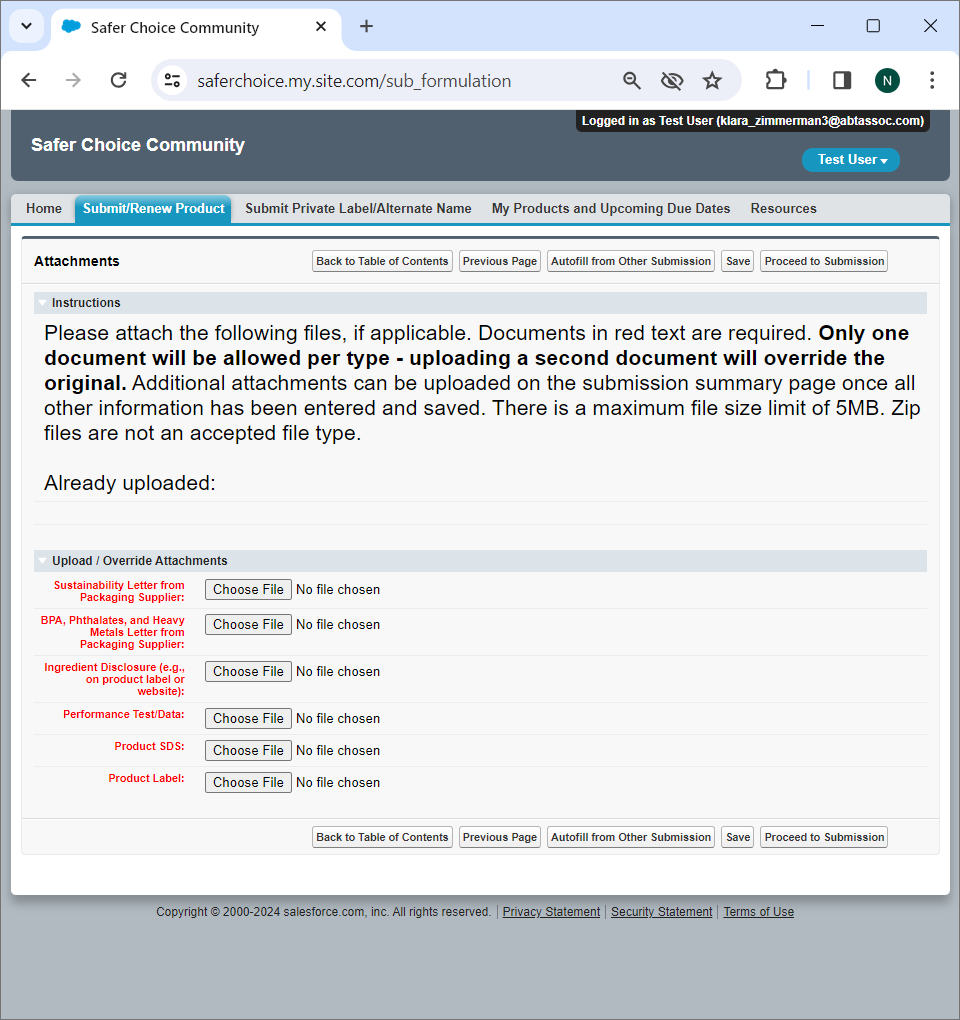 Safer Choice Community
saferchoice.my.site.com/sub_formulation
N
Logged in as Test User (klara_zimmerman3@abtassoc.com)
Safer Choice Community
Test User
Home Submit/Renew Product Submit Private Label/Alternate Name My Products and Upcoming Due Dates Resources
Attachments Back to Table of Contents Previous Page Autofill from Other Submission Save Proceed to Submission
Instructions
Please attach the following files, if applicable. Documents in red text are required. Only one
document will be allowed per type - uploading a second document will override the
original. Additional attachments can be uploaded on the submission summary page once all
other information has been entered and saved. There is a maximum file size limit of 5MB. Zip
files are not an accepted file type.
Already uploaded:
Upload / Override Attachments
Sustainability Letter from
Packaging Supplier:
Choose File No file chosen
BPA, Phthalates, and Heavy
Metals Letter from
Packaging Supplier:
Choose File No file chosen
Ingredient Disclosure (e.g.,
on product label or
website):
Choose File No file chosen
Performance Test/Data: Choose File No file chosen
Product SDS: Choose File No file chosen
Product Label: Choose File No file chosen
Back to Table of Contents Previous Page Autofill from Other Submission Save Proceed to Submission
Copyright © 2000-2024 salesforce.com, inc. All rights reserved. | Privacy Statement | Security Statement | Terms of Use